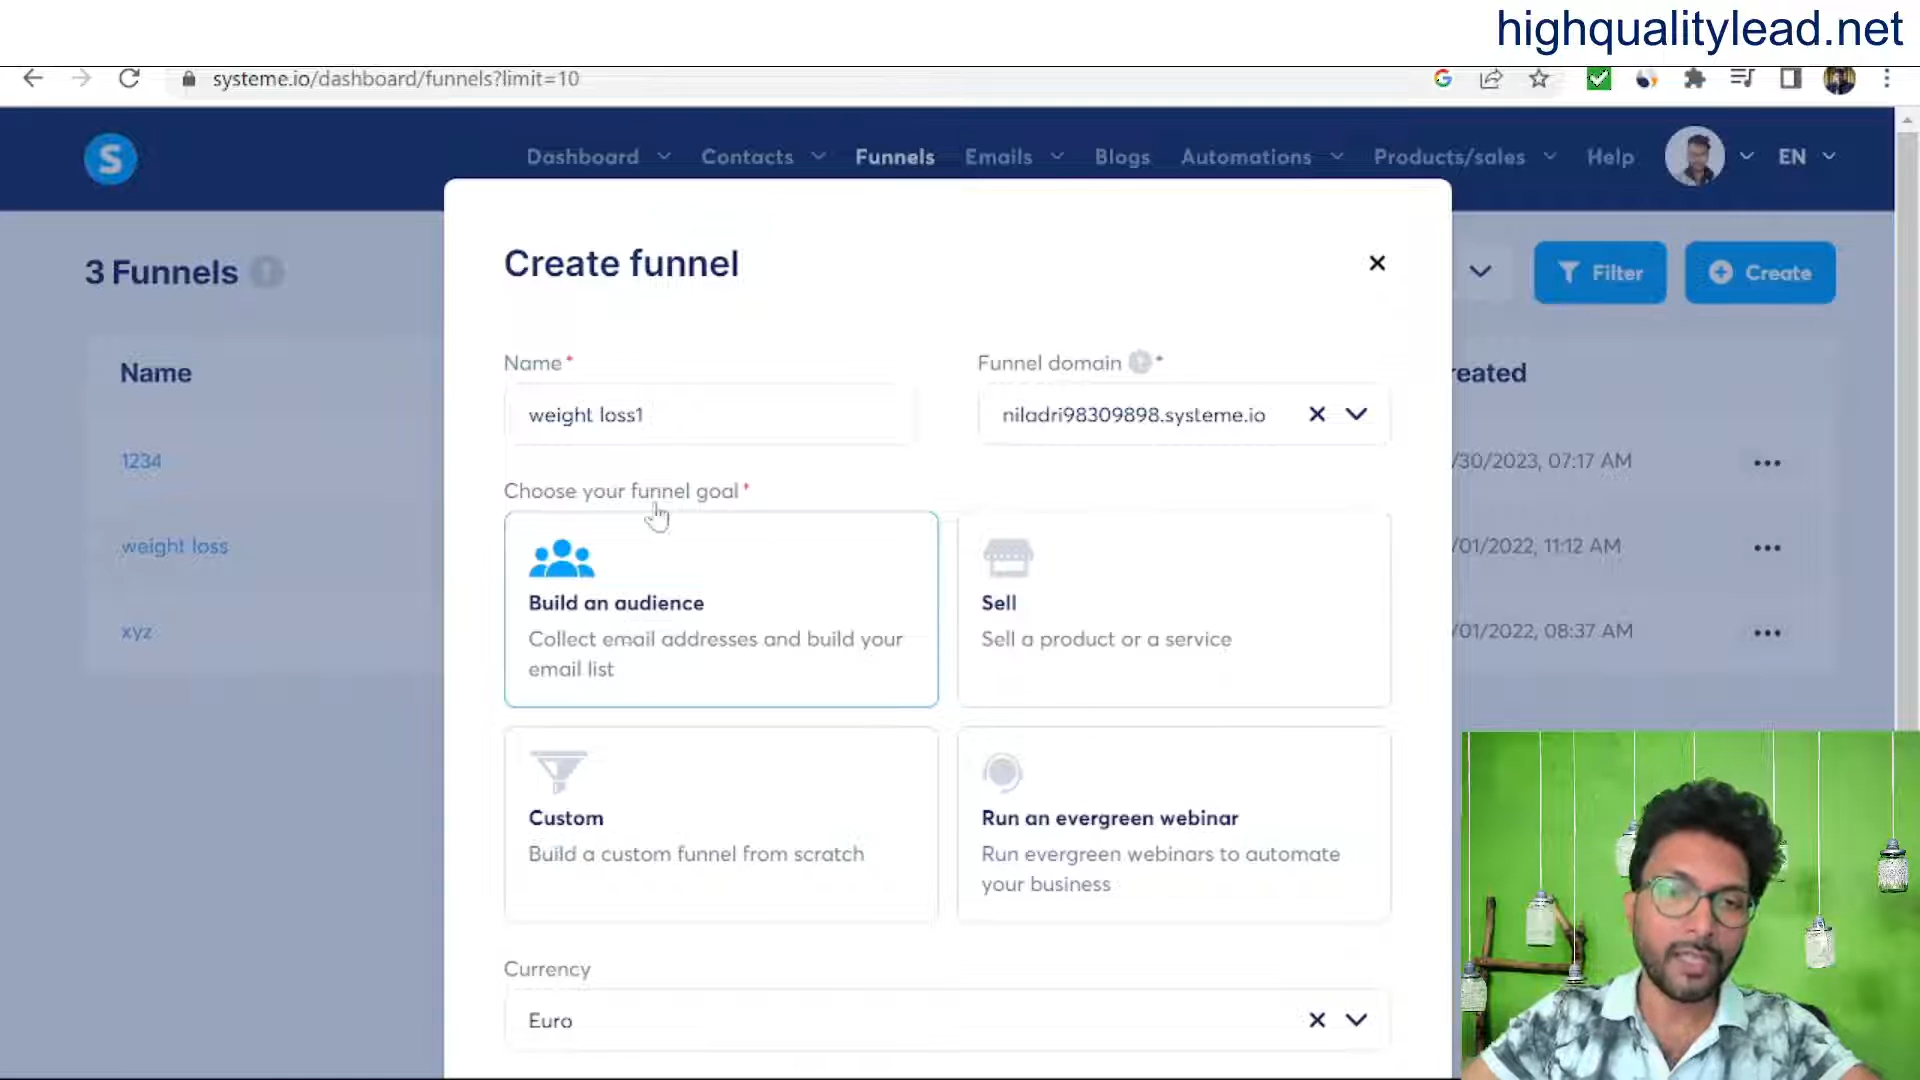 highqualitylead.net
systeme.io/dashboard/funnels?limit=10
S
Dashboard Contacts Funnels Emails Blogs Automations Products/sales Help EN
Create funnel
3 Funnels
Filter
Create
Name*
Funnel domain *
Name
reated
weight loss1
niladri98309898.systeme.io
1234
/30/2023, 07:17 AM
Choose your funnel goal*
weight loss
/01/2022, 11:12 AM
Build an audience
Collect email addresses and build your
email list
Sell
Sell a product or a service
xyz
/01/2022, 08:37 AM
Custom
Build a custom funnel from scratch
Run an evergreen webinar
Run evergreen webinars to automate
your business
Currency
Euro